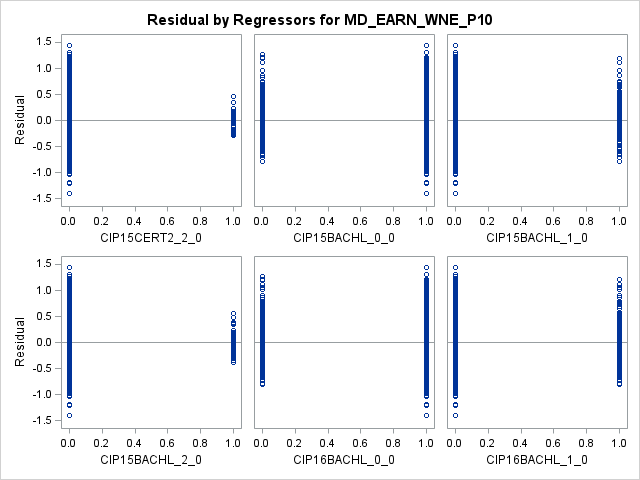 Residual by Regressors for MD_EARN_WNE_P10
1.5
1.0
0.5
0.0
-0.5
-1.0
-1.5
Residual
0.0 0.2 0.4 0.6 0.8 1.0
CIP15CERT2_2_0
0.0 0.2 0.4 0.6 0.8 1.0
CIP15BACHL_0_0
0.0 0.2 0.4 0.6 0.8 1.0
CIP15BACHL_1_0
1.5
1.0
0.5
0.0
-0.5
-1.0
-1.5
Residual
0.0 0.2 0.4 0.6 0.8 1.0
CIP15BACHL_2_0
0.0 0.2 0.4 0.6 0.8 1.0
CIP16BACHL_0_0
0.0 0.2 0.4 0.6 0.8 1.0
CIP16BACHL_1_0